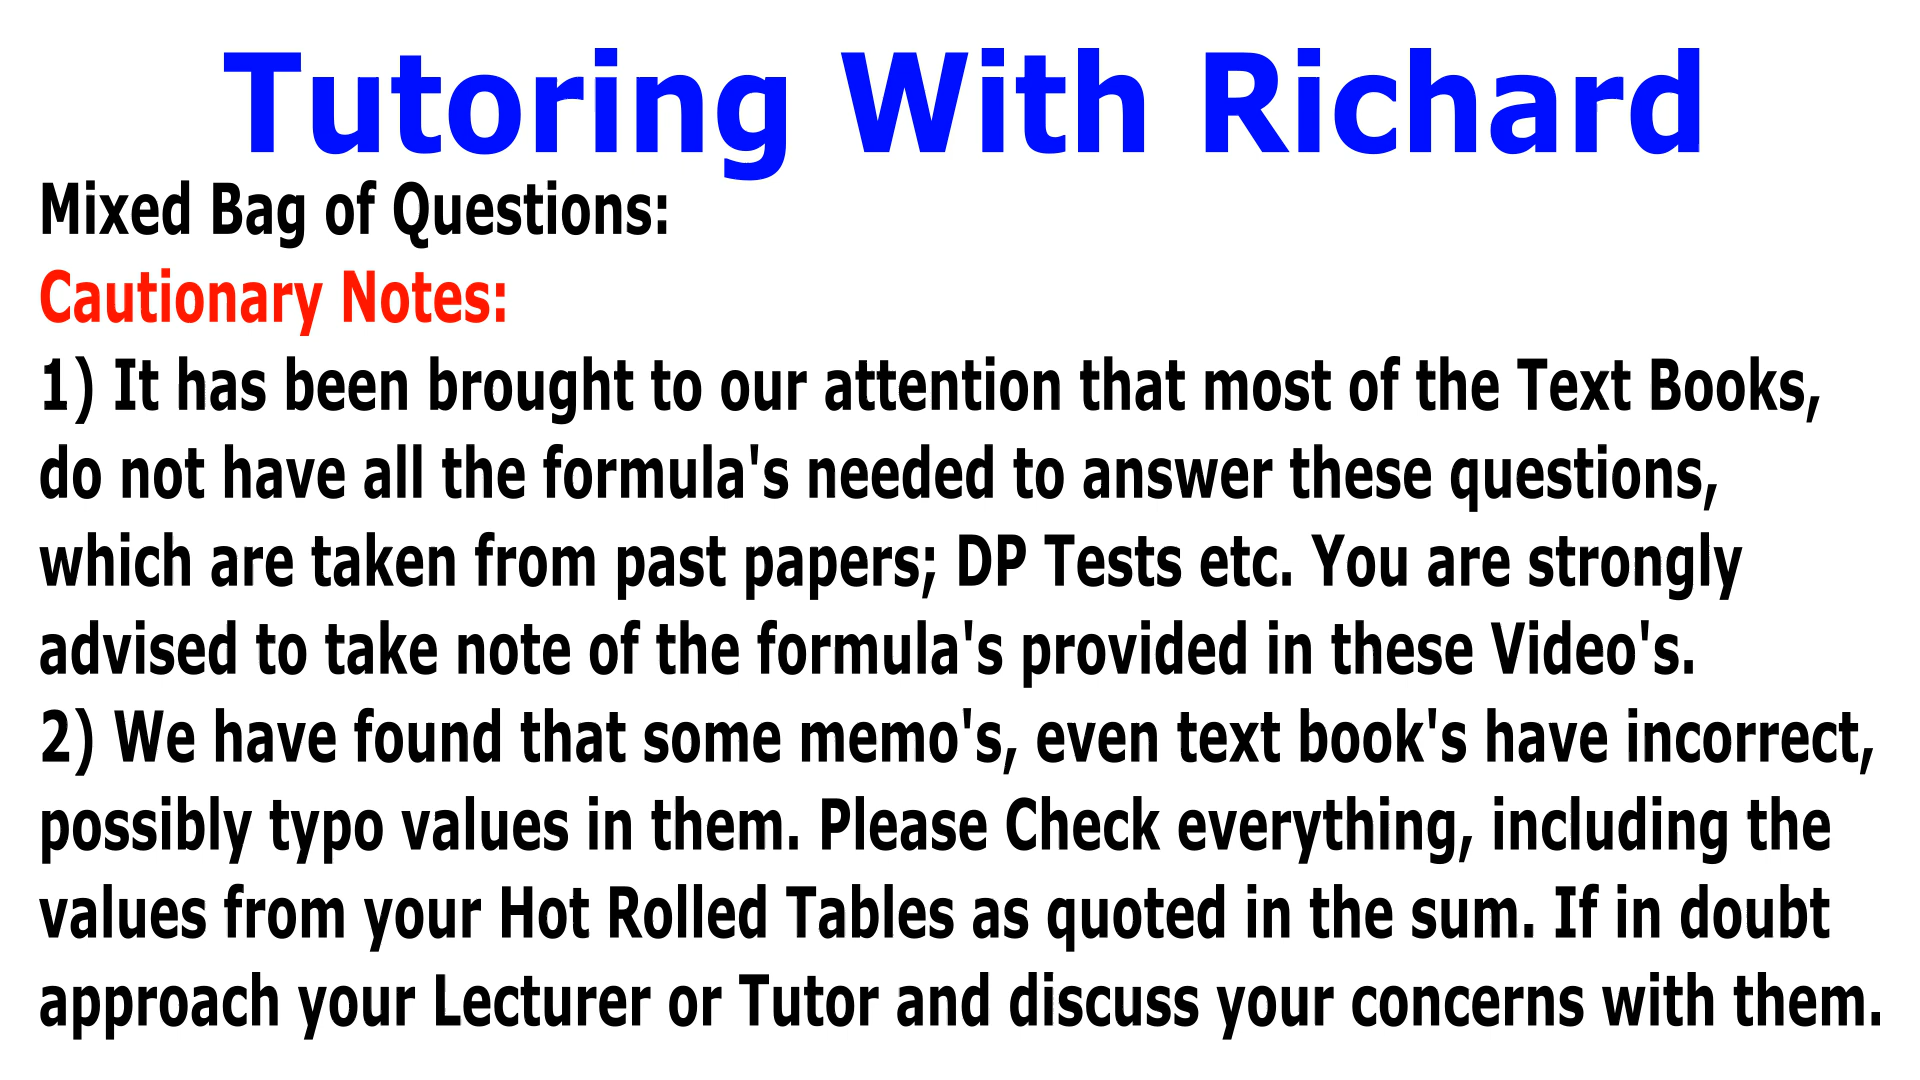 Tutoring With Richard
Mixed Bag of Questions:
Cautionary Notes:
1) It has been brought to our attention that most of the Text Books,
do not have all the formula's needed to answer these questions,
which are taken from past papers; DP Tests etc. You are strongly
advised to take note of the formula's provided in these Video's.
2) We have found that some memo's, even text book's have incorrect,
possibly typo values in them. Please Check everything, including the
values from your Hot Rolled Tables as quoted in the sum. If in doubt
approach your Lecturer or Tutor and discuss your concerns with them.